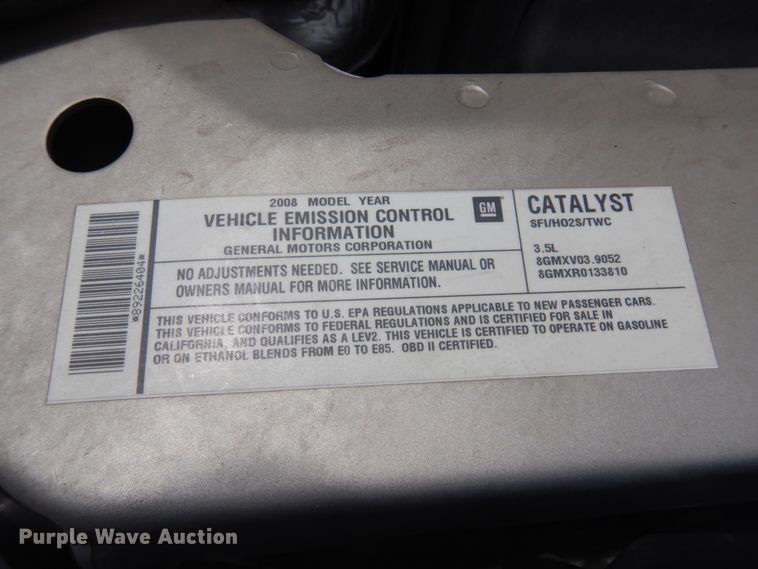 *89226404*
2008 MODEL YEAR
VEHICLE EMISSION CONTROL
INFORMATION
GENERAL MOTORS CORPORATION
GM
NO ADJUSTMENTS NEEDED. SEE SERVICE MANUAL OR
OWNERS MANUAL FOR MORE INFORMATION.
CATALYST
SFI/HO2S/TWC
3.5L
8GMXV03.9052
8GMXR0133810
THIS VEHICLE CONFORMS TO U.S. EPA REGULATIONS APPLICABLE TO NEW PASSENGER CARS.
THIS VEHICLE CONFORMS TO FEDERAL REGULATIONS AND IS CERTIFIED FOR SALE IN
CALIFORNIA, AND QUALIFIES AS A LEV2. THIS VEHICLE IS CERTIFIED TO OPERATE ON GASOLINE
OR ON ETHANOL BLENDS FROM E0 TO E85. OBD II CERTIFIED.
Purple Wave Auction